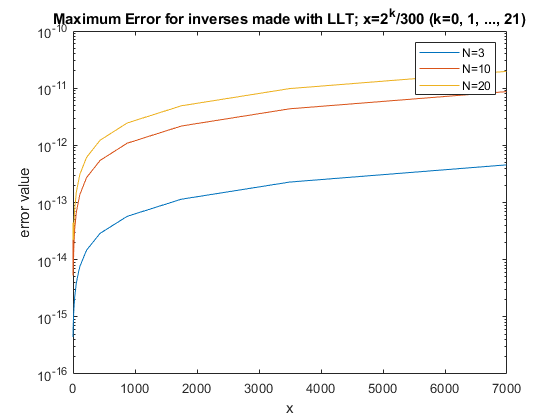 Maximum Error for inverses made with LLT; x=2^k/300 (k=0, 1, ..., 21)
10^-10
N=3
N=10
N=20
10^-11
10^-12
10^-13
10^-14
10^-15
10^-16
error value
0 1000 2000 3000 4000 5000 6000 7000
x